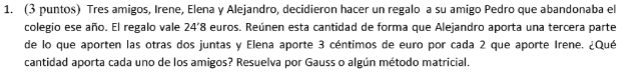 1. (3 puntos) Tres amigos, Irene, Elena y Alejandro, decidieron hacer un regalo a su amigo Pedro que abandonaba el
colegio ese año. El regalo vale 24'8 euros. Reúnen esta cantidad de forma que Alejandro aporta una tercera parte
de lo que aporten las otras dos juntas y Elena aporte 3 céntimos de euro por cada 2 que aporte Irene. ¿Qué
cantidad aporta cada uno de los amigos? Resuelva por Gauss o algún método matricial.